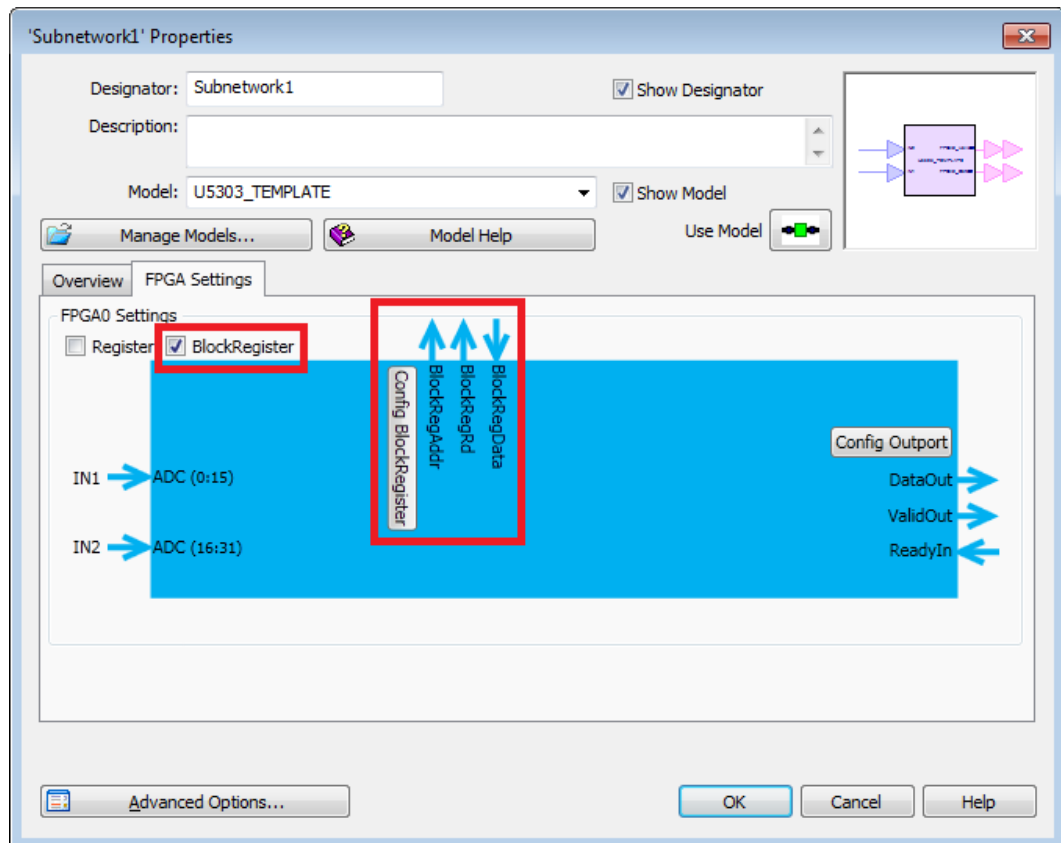 'Subnetwork1' Properties
Designator: Subnetwork1
Show Designator
Description:
Model: U5303_TEMPLATE
Show Model
Manage Models...
Model Help
Use Model
Overview
FPGA Settings
FPGA0 Settings
Register
BlockRegister
Config BlockRegister
BlockRegAddr
BlockRegRd
BlockRegData
Config Outport
IN1
ADC (0:15)
DataOut
ValidOut
IN2
ADC (16:31)
ReadyIn
Advanced Options...
OK
Cancel
Help